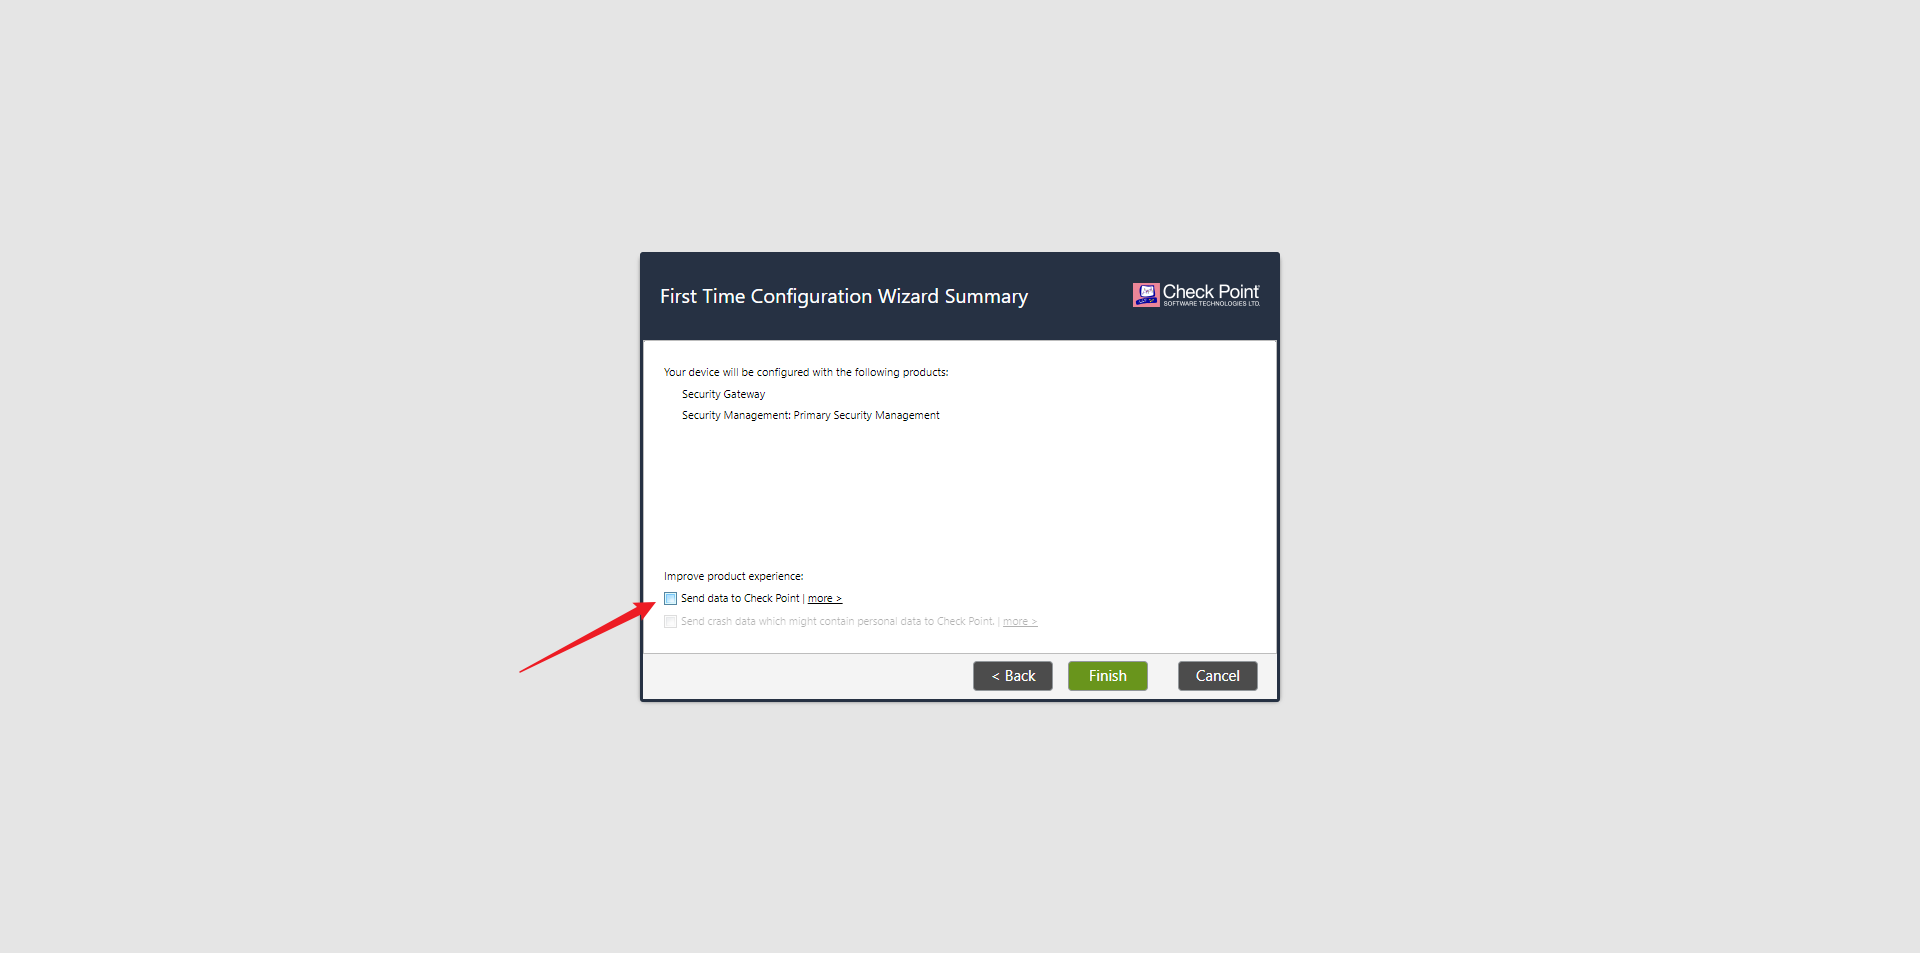 First Time Configuration Wizard Summary
Check Point
SOFTWARE TECHNOLOGIES LTD.
Your device will be configured with the following products:
Security Gateway
Security Management: Primary Security Management
Improve product experience:
Send data to Check Point | more >
Send crash data which might contain personal data to Check Point. | more >
< Back
Finish
Cancel